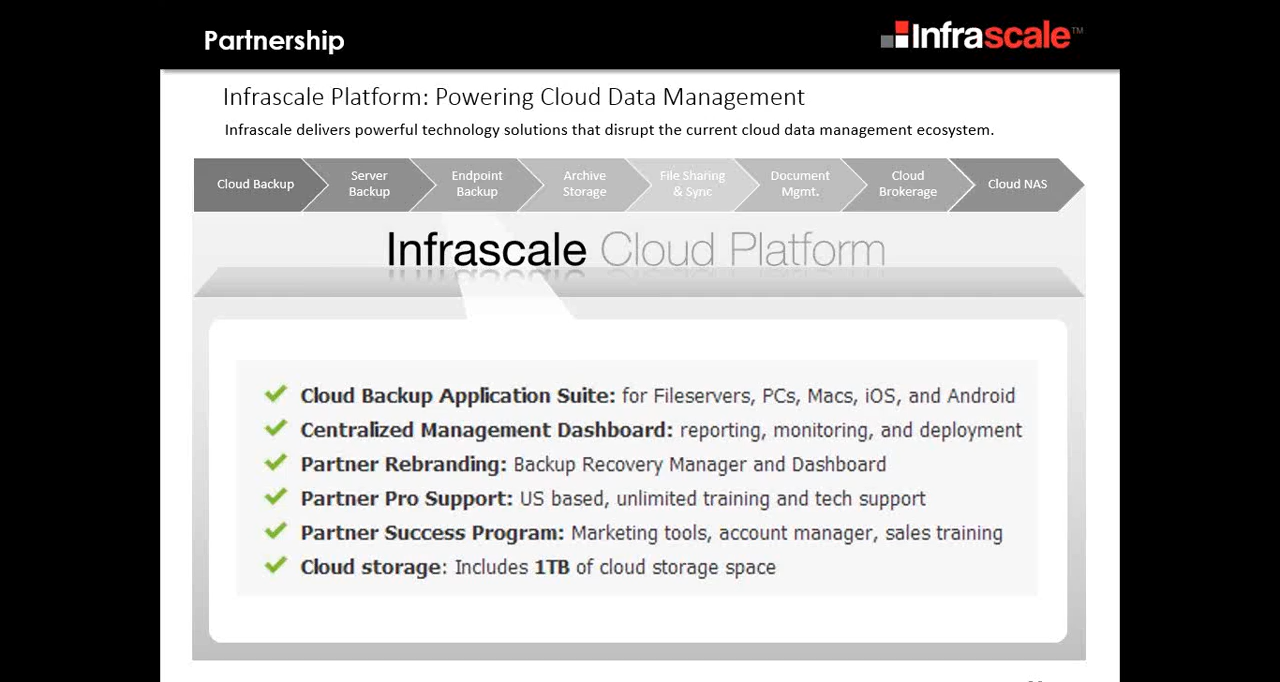 Partnership
Infrascale™
Infrascale Platform: Powering Cloud Data Management
Infrascale delivers powerful technology solutions that disrupt the current cloud data management ecosystem.
Cloud Backup
Server
Backup
Endpoint
Backup
Archive
Storage
File Sharing
& Sync
Document
Mgmt.
Cloud
Brokerage
Cloud NAS
Infrascale Cloud Platform
Cloud Backup Application Suite: for Fileservers, PCs, Macs, iOS, and Android
Centralized Management Dashboard: reporting, monitoring, and deployment
Partner Rebranding: Backup Recovery Manager and Dashboard
Partner Pro Support: US based, unlimited training and tech support
Partner Success Program: Marketing tools, account manager, sales training
Cloud storage: Includes 1TB of cloud storage space